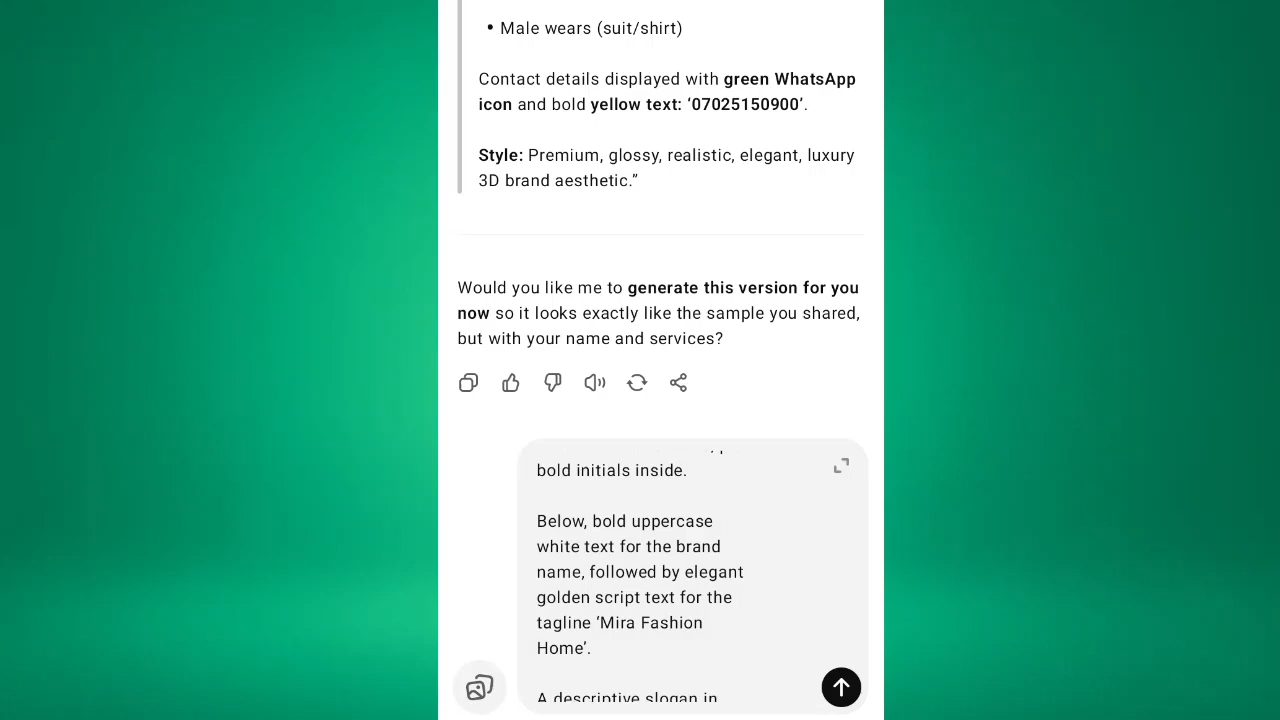 • Male wears (suit/shirt)
Contact details displayed with green WhatsApp
icon and bold yellow text: ‘07025150900’.
Style: Premium, glossy, realistic, elegant, luxury
3D brand aesthetic.”
Would you like me to generate this version for you
now so it looks exactly like the sample you shared,
but with your name and services?
bold initials inside.
Below, bold uppercase
white text for the brand
name, followed by elegant
golden script text for the
tagline ‘Mira Fashion
Home’.
A descriptive slogan in